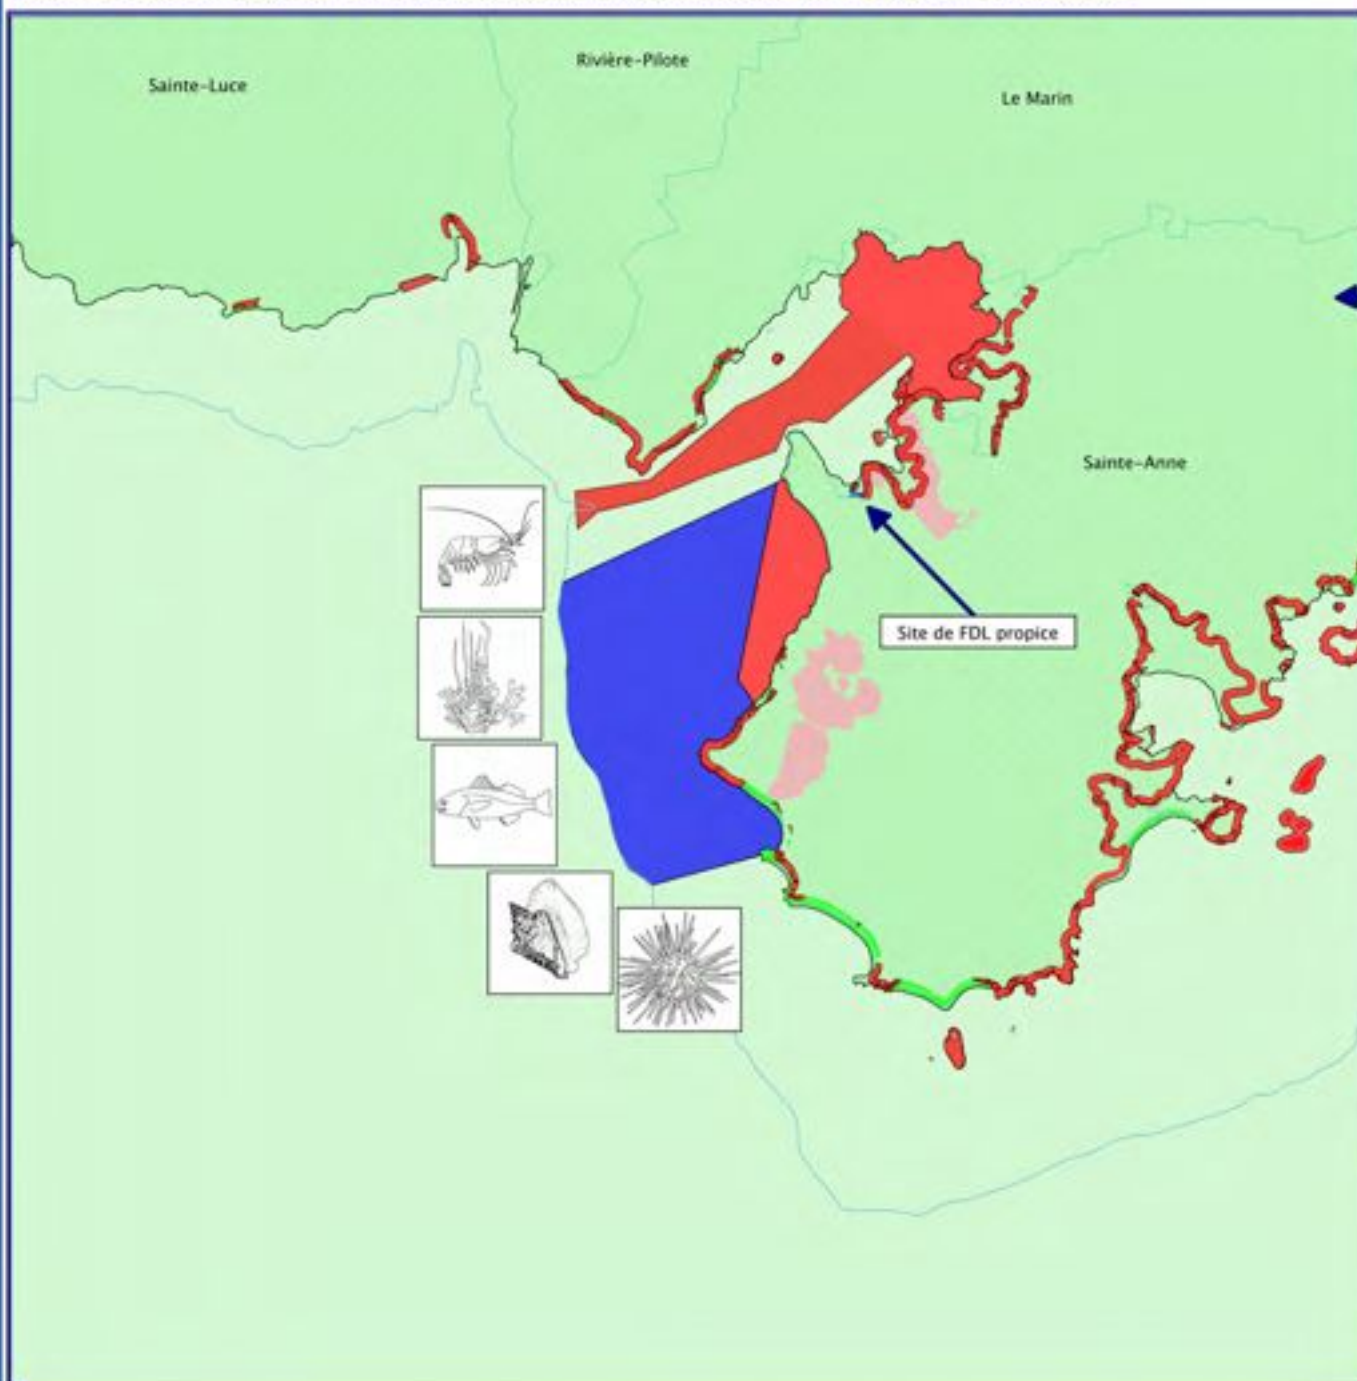 Rivière-Pilote
Sainte-Luce
Le Marin
Sainte-Anne
Site de FDL propice